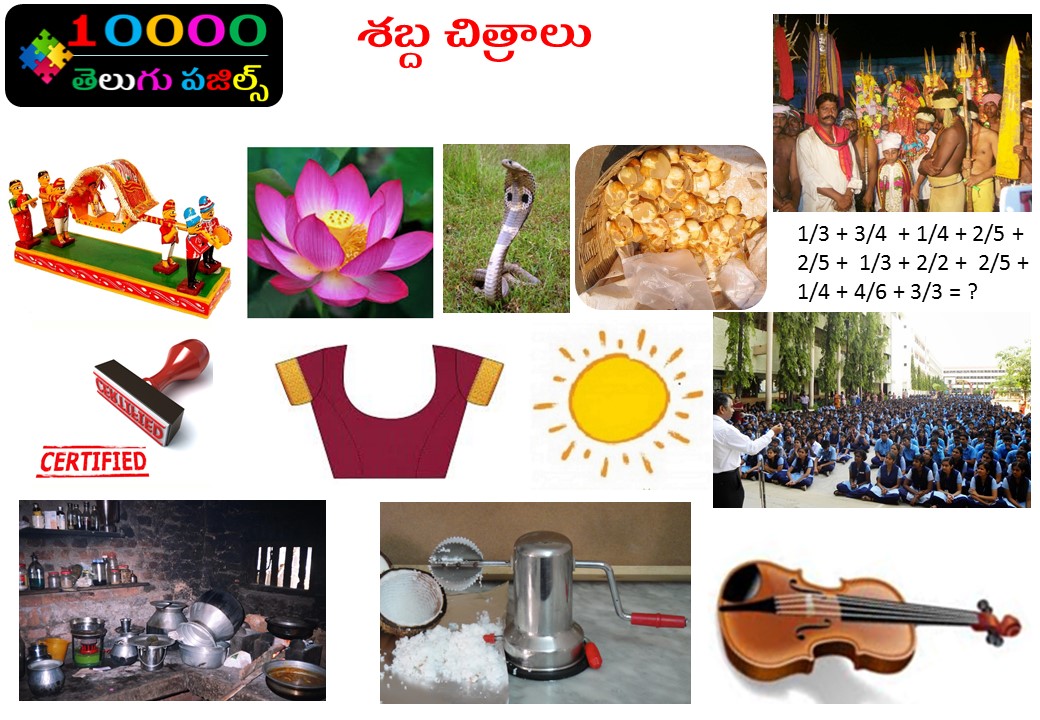 10000
తెలుగు పజిల్స్
శబ్ద చిత్రాలు
1/3 + 3/4 + 1/4 + 2/5 +
2/5 + 1/3 + 2/2 + 2/5 +
1/4 + 4/6 + 3/3 = ?
CERTIFIED
CERTIFIED